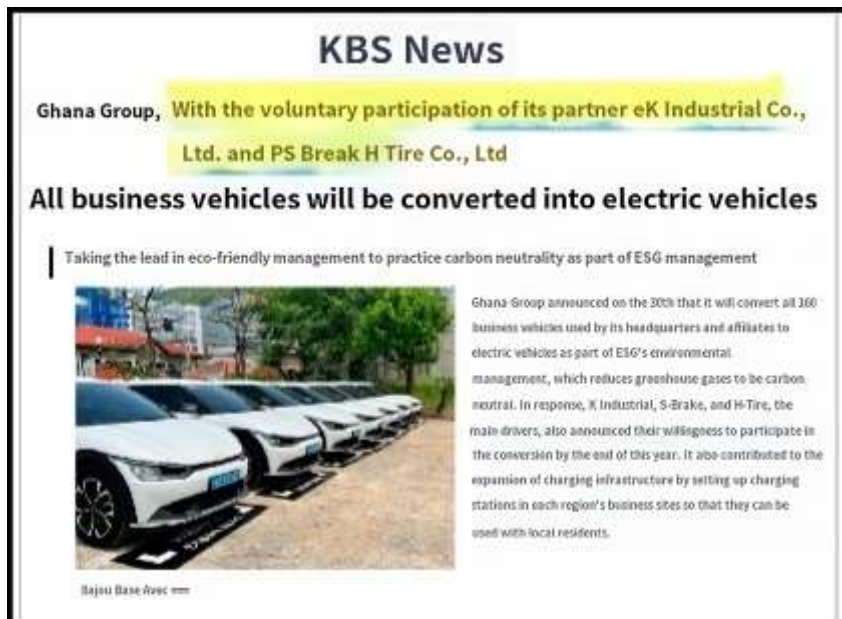 KBS News
Ghana Group, With the voluntary participation of its partner eK Industrial Co.,
Ltd. and PS Break H Tire Co., Ltd
All business vehicles will be converted into electric vehicles
Taking the lead in eco-friendly management to practice carbon neutrality as part of ESG management
Ghana Group announced on the 30th that it will convert all 160
business vehicles used by its headquarters and affiliates to
electric vehicles as part of ESG's environmental
management, which reduces greenhouse gases to be carbon
neutral. In response, K Industrial, S-Brake, and H-Tire, the
main drivers, also announced their willingness to participate in
the conversion by the end of this year. It also contributed to the
expansion of charging infrastructure by setting up charging
stations in each region's business sites so that they can be
used with local residents.
Bajou Base Avec